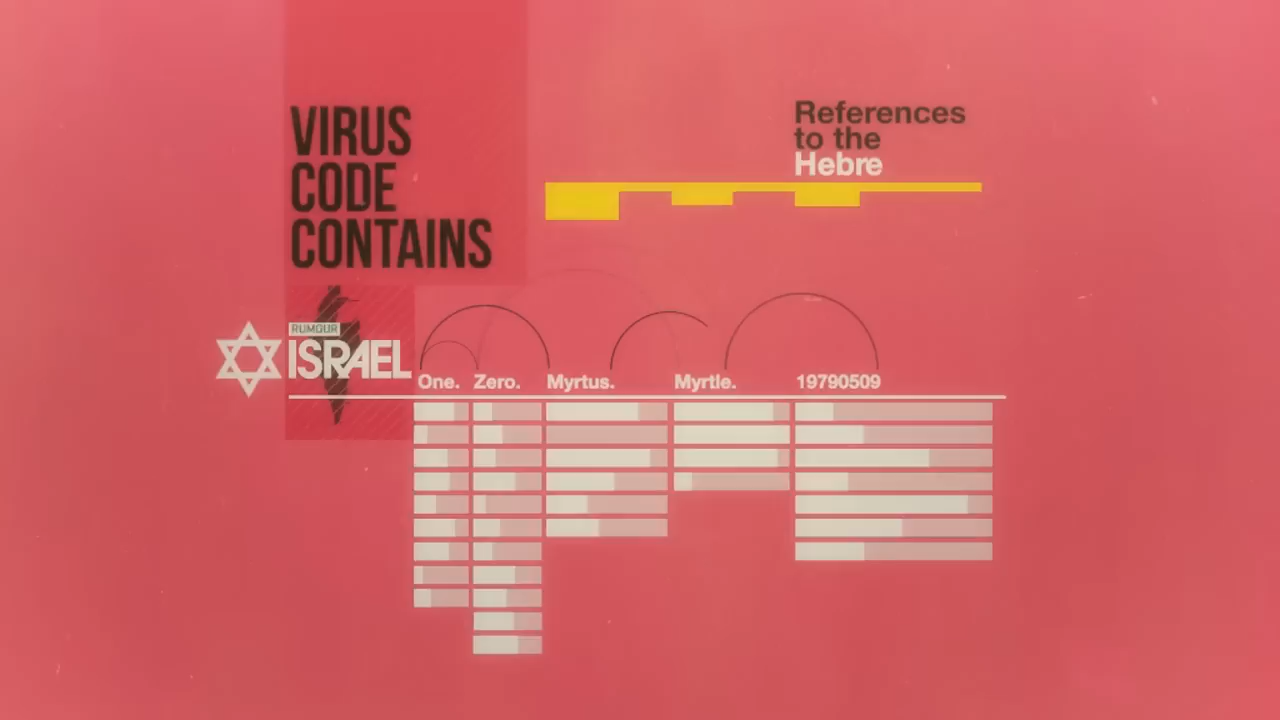 VIRUS
CODE
CONTAINS
References
to the
Hebre
RUMOUR
ISRAEL
One. Zero. Myrtus. Myrtle. 19790509